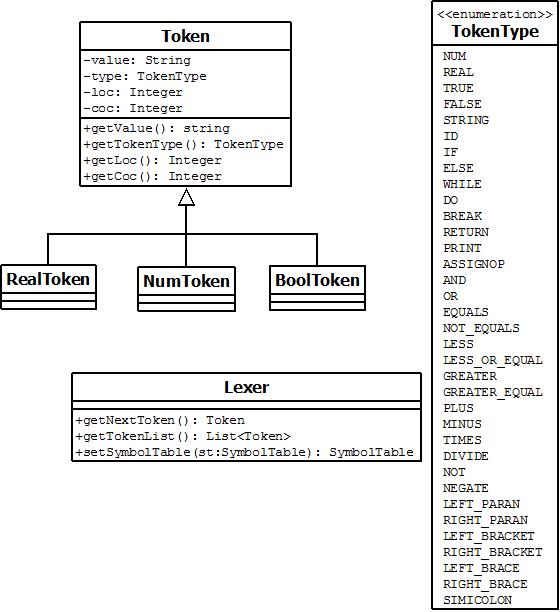 Token
-value: String
-type: TokenType
-loc: Integer
-coc: Integer
+getValue(): string
+getTokenType(): TokenType
+getLoc(): Integer
+getCoc(): Integer
RealToken
NumToken
BoolToken
Lexer
+getNextToken(): Token
+getTokenList(): List<Token>
+setSymbolTable(st:SymbolTable): SymbolTable
<<enumeration>>
TokenType
NUM
REAL
TRUE
FALSE
STRING
ID
IF
ELSE
WHILE
DO
BREAK
RETURN
PRINT
ASSIGNOP
AND
OR
EQUALS
NOT_EQUALS
LESS
LESS_OR_EQUAL
GREATER
GREATER_EQUAL
PLUS
MINUS
TIMES
DIVIDE
NOT
NEGATE
LEFT_PARAN
RIGHT_PARAN
LEFT_BRACKET
RIGHT_BRACKET
LEFT_BRACE
RIGHT_BRACE
SIMICOLON